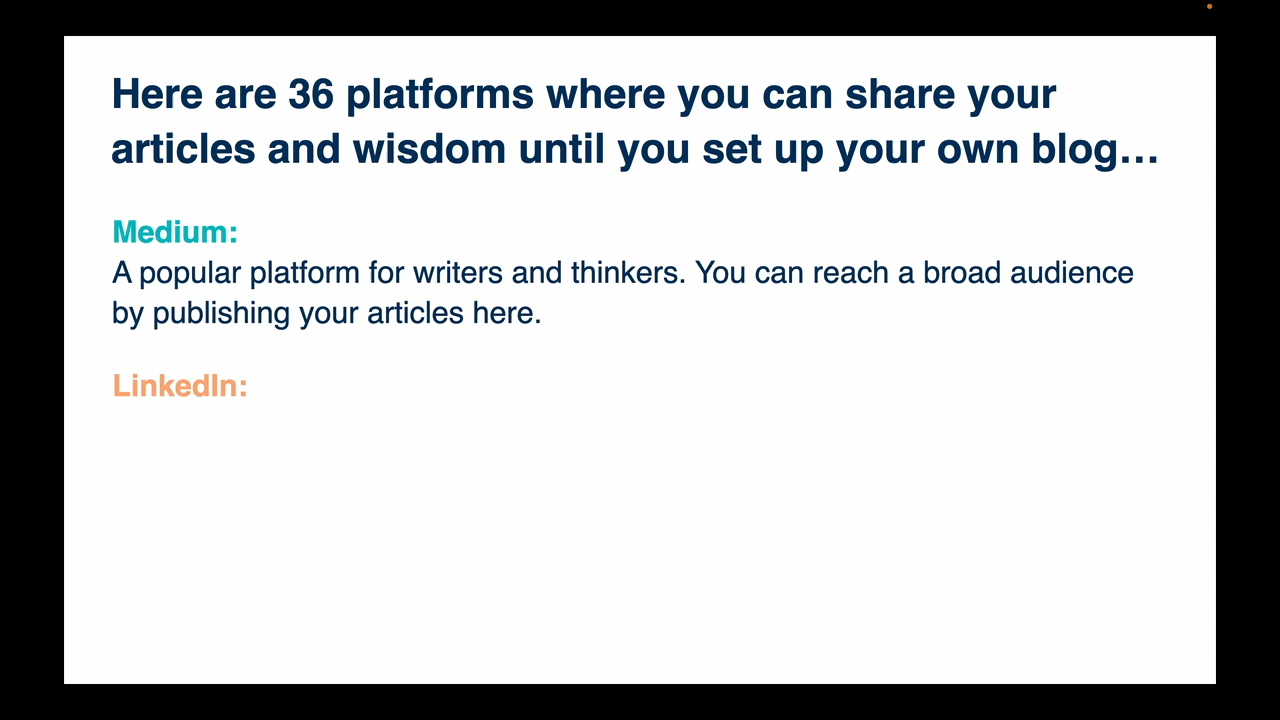 Here are 36 platforms where you can share your
articles and wisdom until you set up your own blog…
Medium:
A popular platform for writers and thinkers. You can reach a broad audience
by publishing your articles here.
LinkedIn: